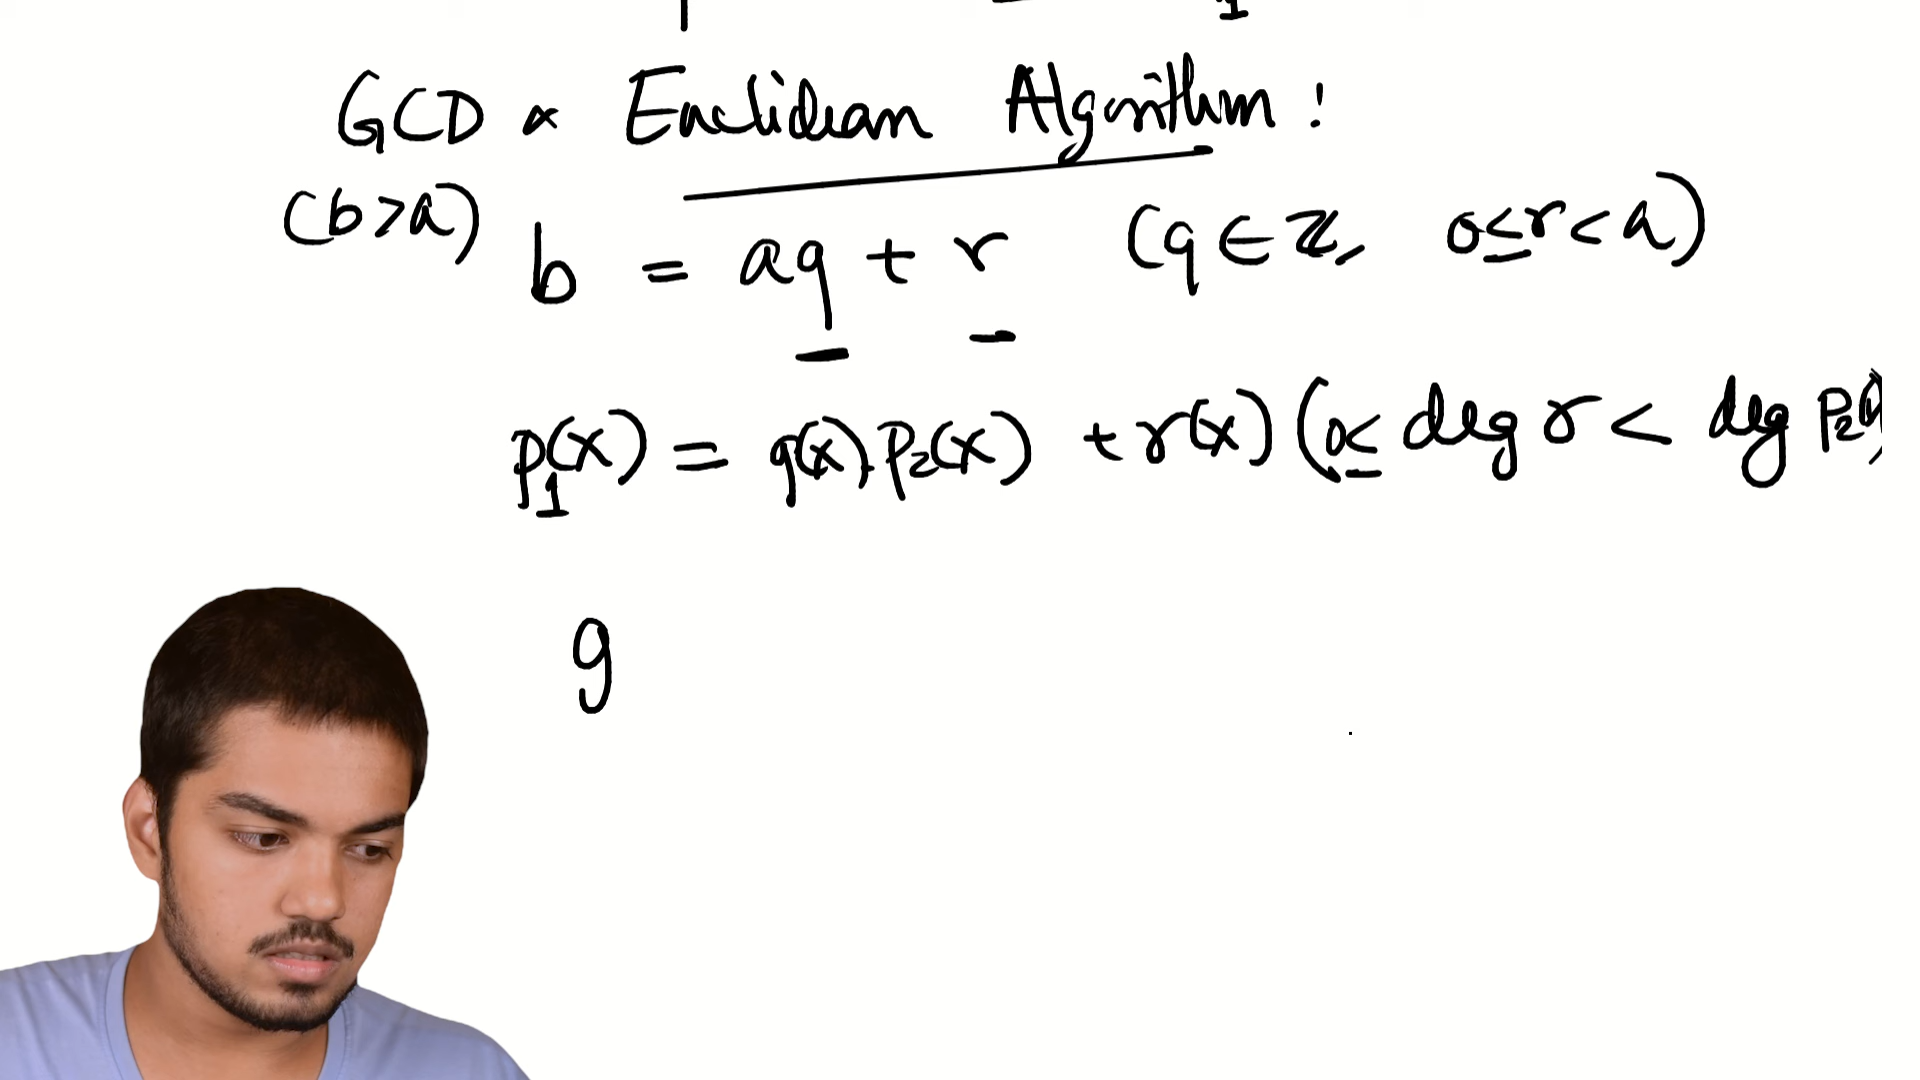 GCD & Euclidean Algorithm :
(b>a) b = aq + r (q ∈ ℤ, 0≤r<a)
p₁(x) = q(x).p₂(x) + r(x) (0≤ deg r < deg p₂(x)
g